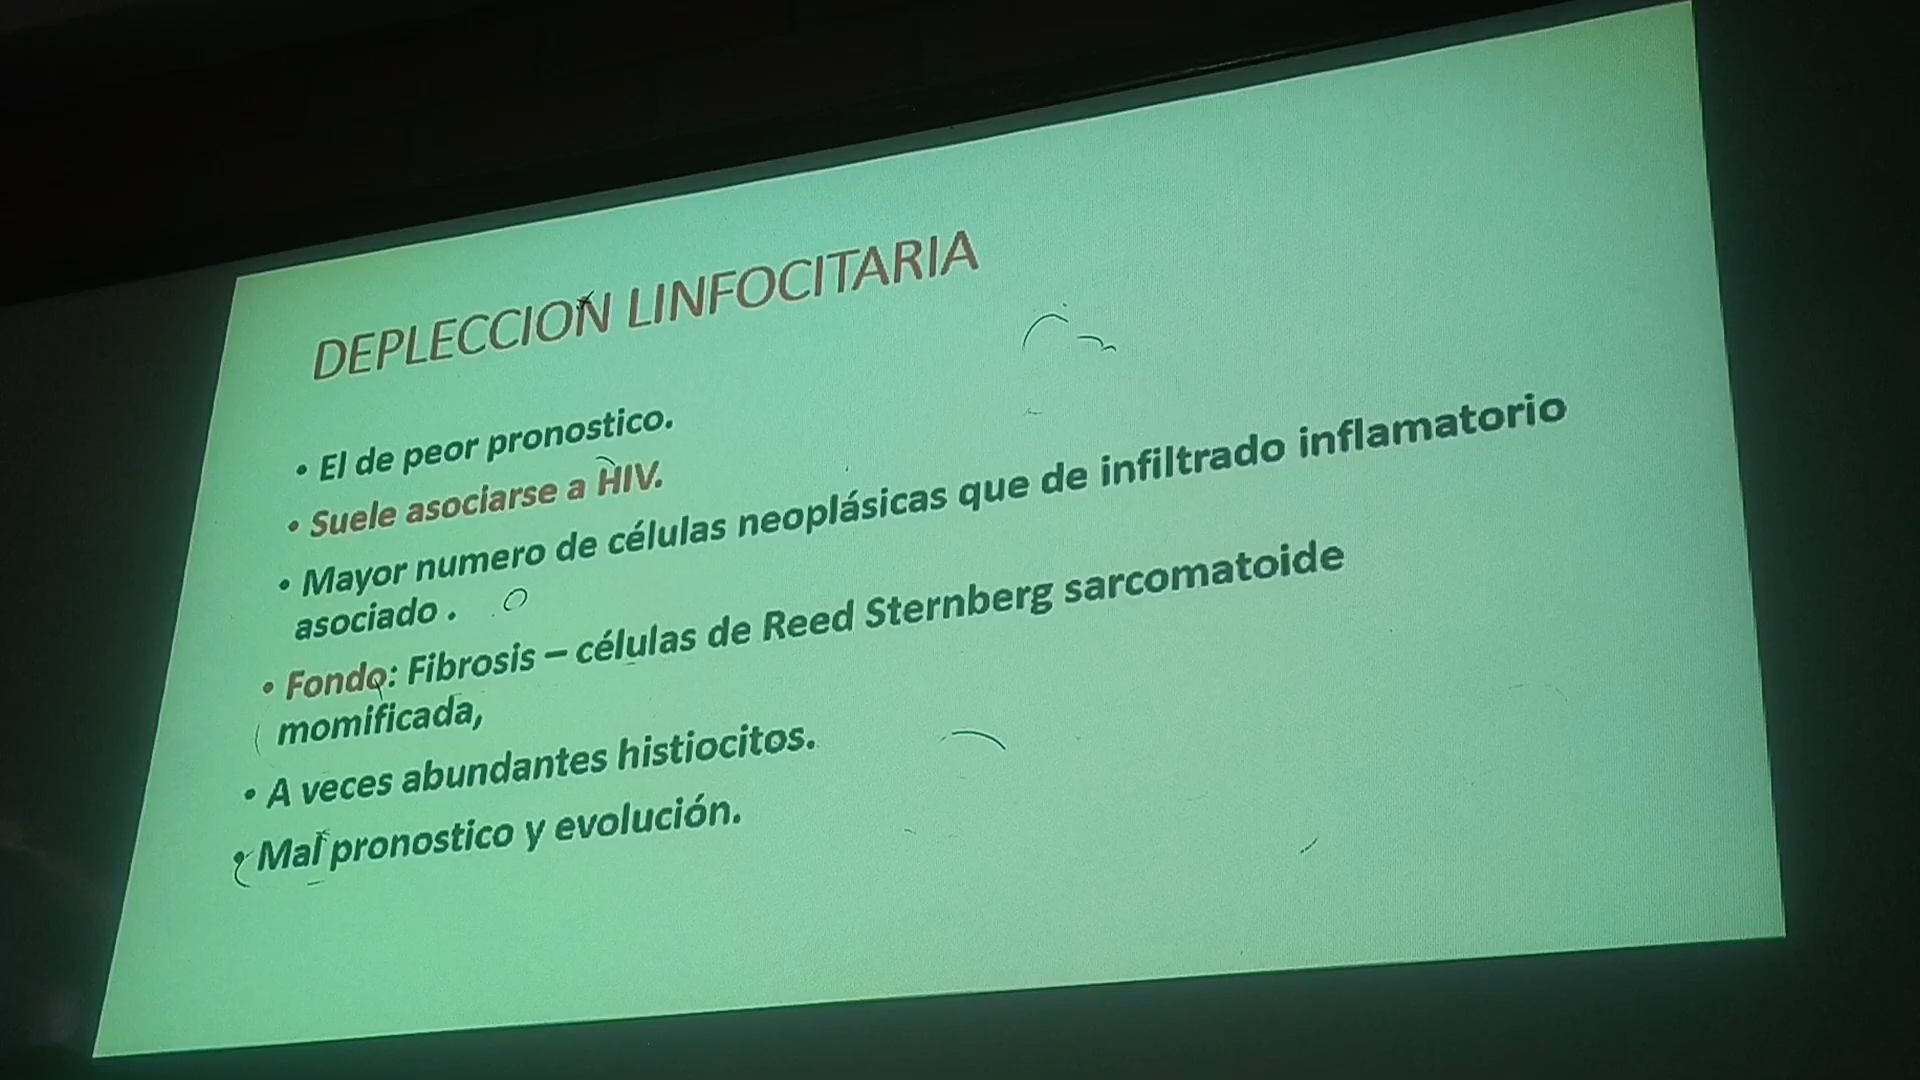 DEPLECCION LINFOCITARIA
• El de peor pronostico.
• Suele asociarse a HIV.
• Mayor numero de células neoplásicas que de infiltrado inflamatorio
asociado .
• Fondo: Fibrosis – células de Reed Sternberg sarcomatoide
momificada,
• A veces abundantes histiocitos.
• Mal pronostico y evolución.